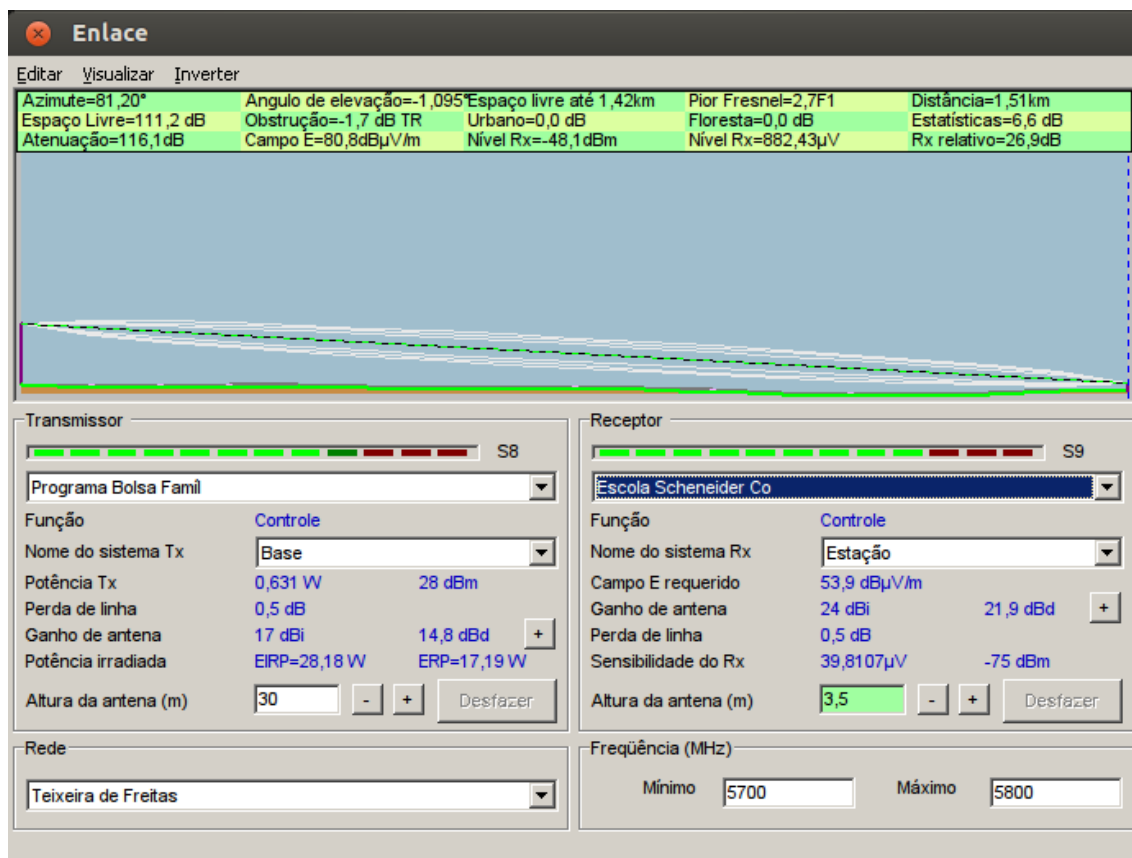 Enlace
Editar Visualizar Inverter
Azimute=81,20° Angulo de elevação=-1,095° Espaço livre até 1,42km Pior Fresnel=2,7F1 Distância=1,51km
Espaço Livre=111,2 dB Obstrução=-1,7 dB TR Urbano=0,0 dB Floresta=0,0 dB Estatísticas=6,6 dB
Atenuação=116,1dB Campo E=80,8dBµV/m Nível Rx=-48,1dBm Nível Rx=882,43µV Rx relativo=26,9dB
Transmissor
S8
Programa Bolsa Famíl
Função Controle
Nome do sistema Tx Base
Potência Tx 0,631 W 28 dBm
Perda de linha 0,5 dB
Ganho de antena 17 dBi 14,8 dBd +
Potência irradiada EIRP=28,18 W ERP=17,19 W
Altura da antena (m) 30 - + Desfazer
Receptor
S9
Escola Scheneider Co
Função Controle
Nome do sistema Rx Estação
Campo E requerido 53,9 dBµV/m
Ganho de antena 24 dBi 21,9 dBd +
Perda de linha 0,5 dB
Sensibilidade do Rx 39,8107µV -75 dBm
Altura da antena (m) 3,5 - + Desfazer
Rede
Teixeira de Freitas
Freqüência (MHz)
Mínimo 5700 Máximo 5800